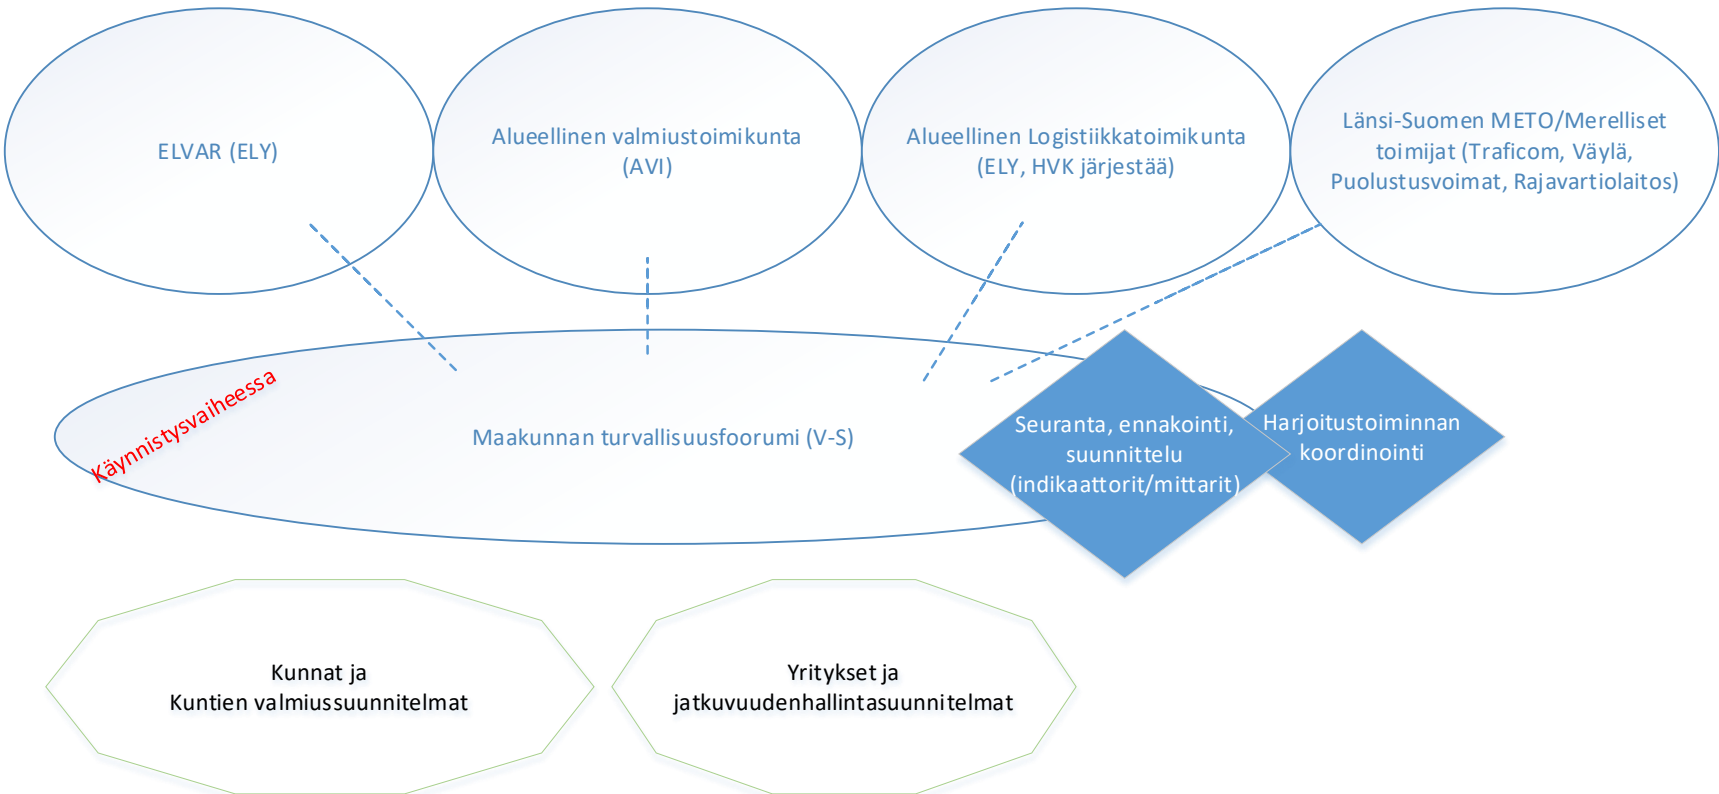 ELVAR (ELY)
Alueellinen valmiustoimikunta
(AVI)
Alueellinen Logistiikkatoimikunta
(ELY, HVK järjestää)
Länsi-Suomen METO/Merelliset
toimijat (Traficom, Väylä,
Puolustusvoimat, Rajavartiolaitos)
Käynnistysvaiheessa
Maakunnan turvallisuusfoorumi (V-S)
Seuranta, ennakointi,
suunnittelu
(indikaattorit/mittarit)
Harjoitustoiminnan
koordinointi
Kunnat ja
Kuntien valmiussuunnitelmat
Yritykset ja
jatkuvuudenhallintasuunnitelmat